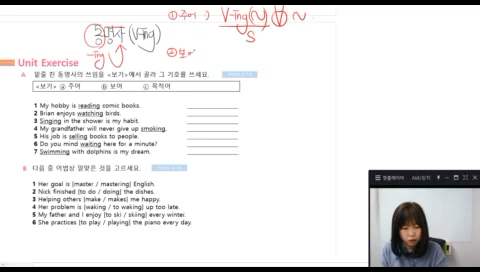 ① 주어 : V-ing(~) V ~
S
동명사 (V-ing)
-ing
② 보어
Unit Exercise
A 밑줄 친 동명사의 쓰임을 <보기>에서 골라 그 기호를 쓰세요.
<보기> ⓐ 주어 ⓑ 보어 ⓒ 목적어
1 My hobby is reading comic books.
2 Brian enjoys watching birds.
3 Singing in the shower is my habit.
4 My grandfather will never give up smoking.
5 His job is selling books to people.
6 Do you mind waiting here for a minute?
7 Swimming with dolphins is my dream.
B 다음 중 어법상 알맞은 것을 고르세요.
1 Her goal is [master / mastering] English.
2 Nick finished [to do / doing] the dishes.
3 Helping others [make / makes] me happy.
4 Her problem is [waking / to waking] up too late.
5 My father and I enjoy [to ski / skiing] every winter.
6 She practices [to play / playing] the piano every day.